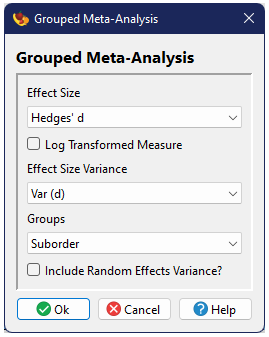 Grouped Meta-Analysis
Grouped Meta-Analysis
Effect Size
Hedges' d
Log Transformed Measure
Effect Size Variance
Var (d)
Groups
Suborder
Include Random Effects Variance?
Ok Cancel Help